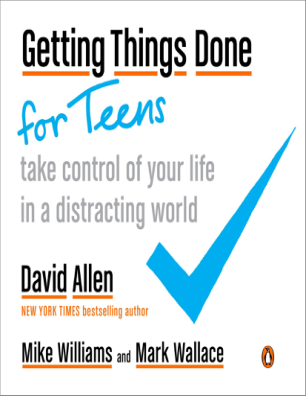 Getting Things Done
for Teens
take control of your life
in a distracting world
David Allen
NEW YORK TIMES bestselling author
Mike Williams and Mark Wallace